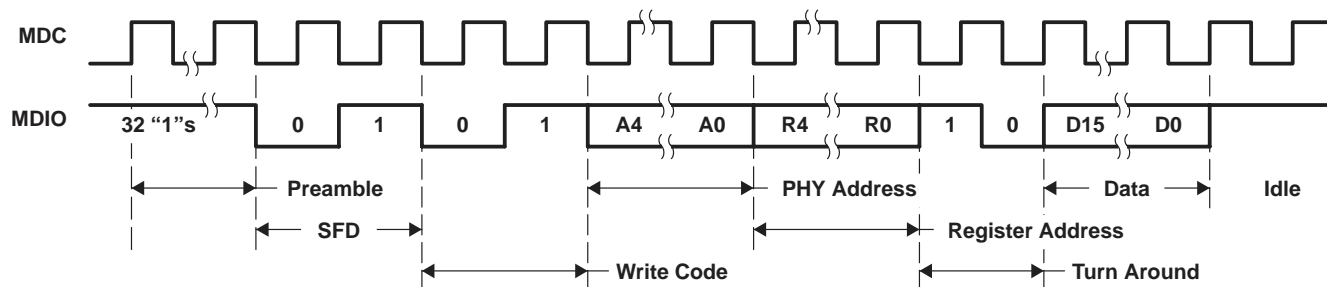 MDC
MDIO
32 “1”s 0 1 0 1 A4 A0 R4 R0 1 0 D15 D0
Preamble PHY Address Data Idle
SFD Register Address
Write Code Turn Around